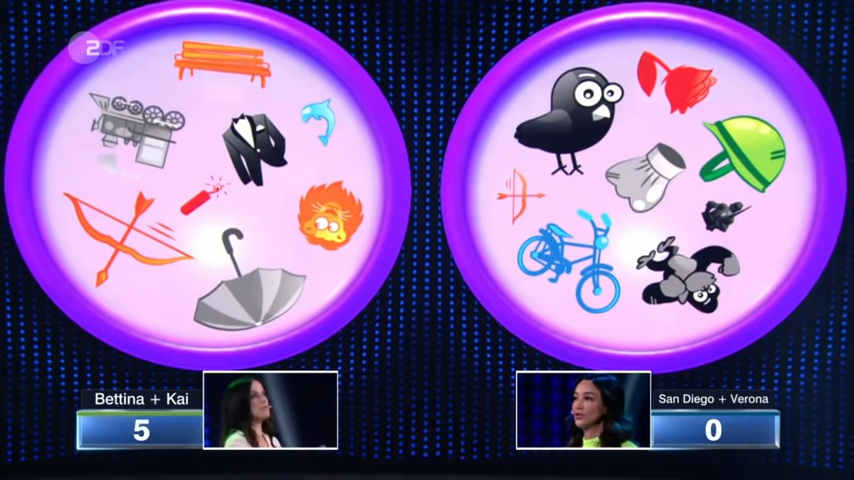 ZDF
Bettina + Kai
5
San Diego + Verona
0